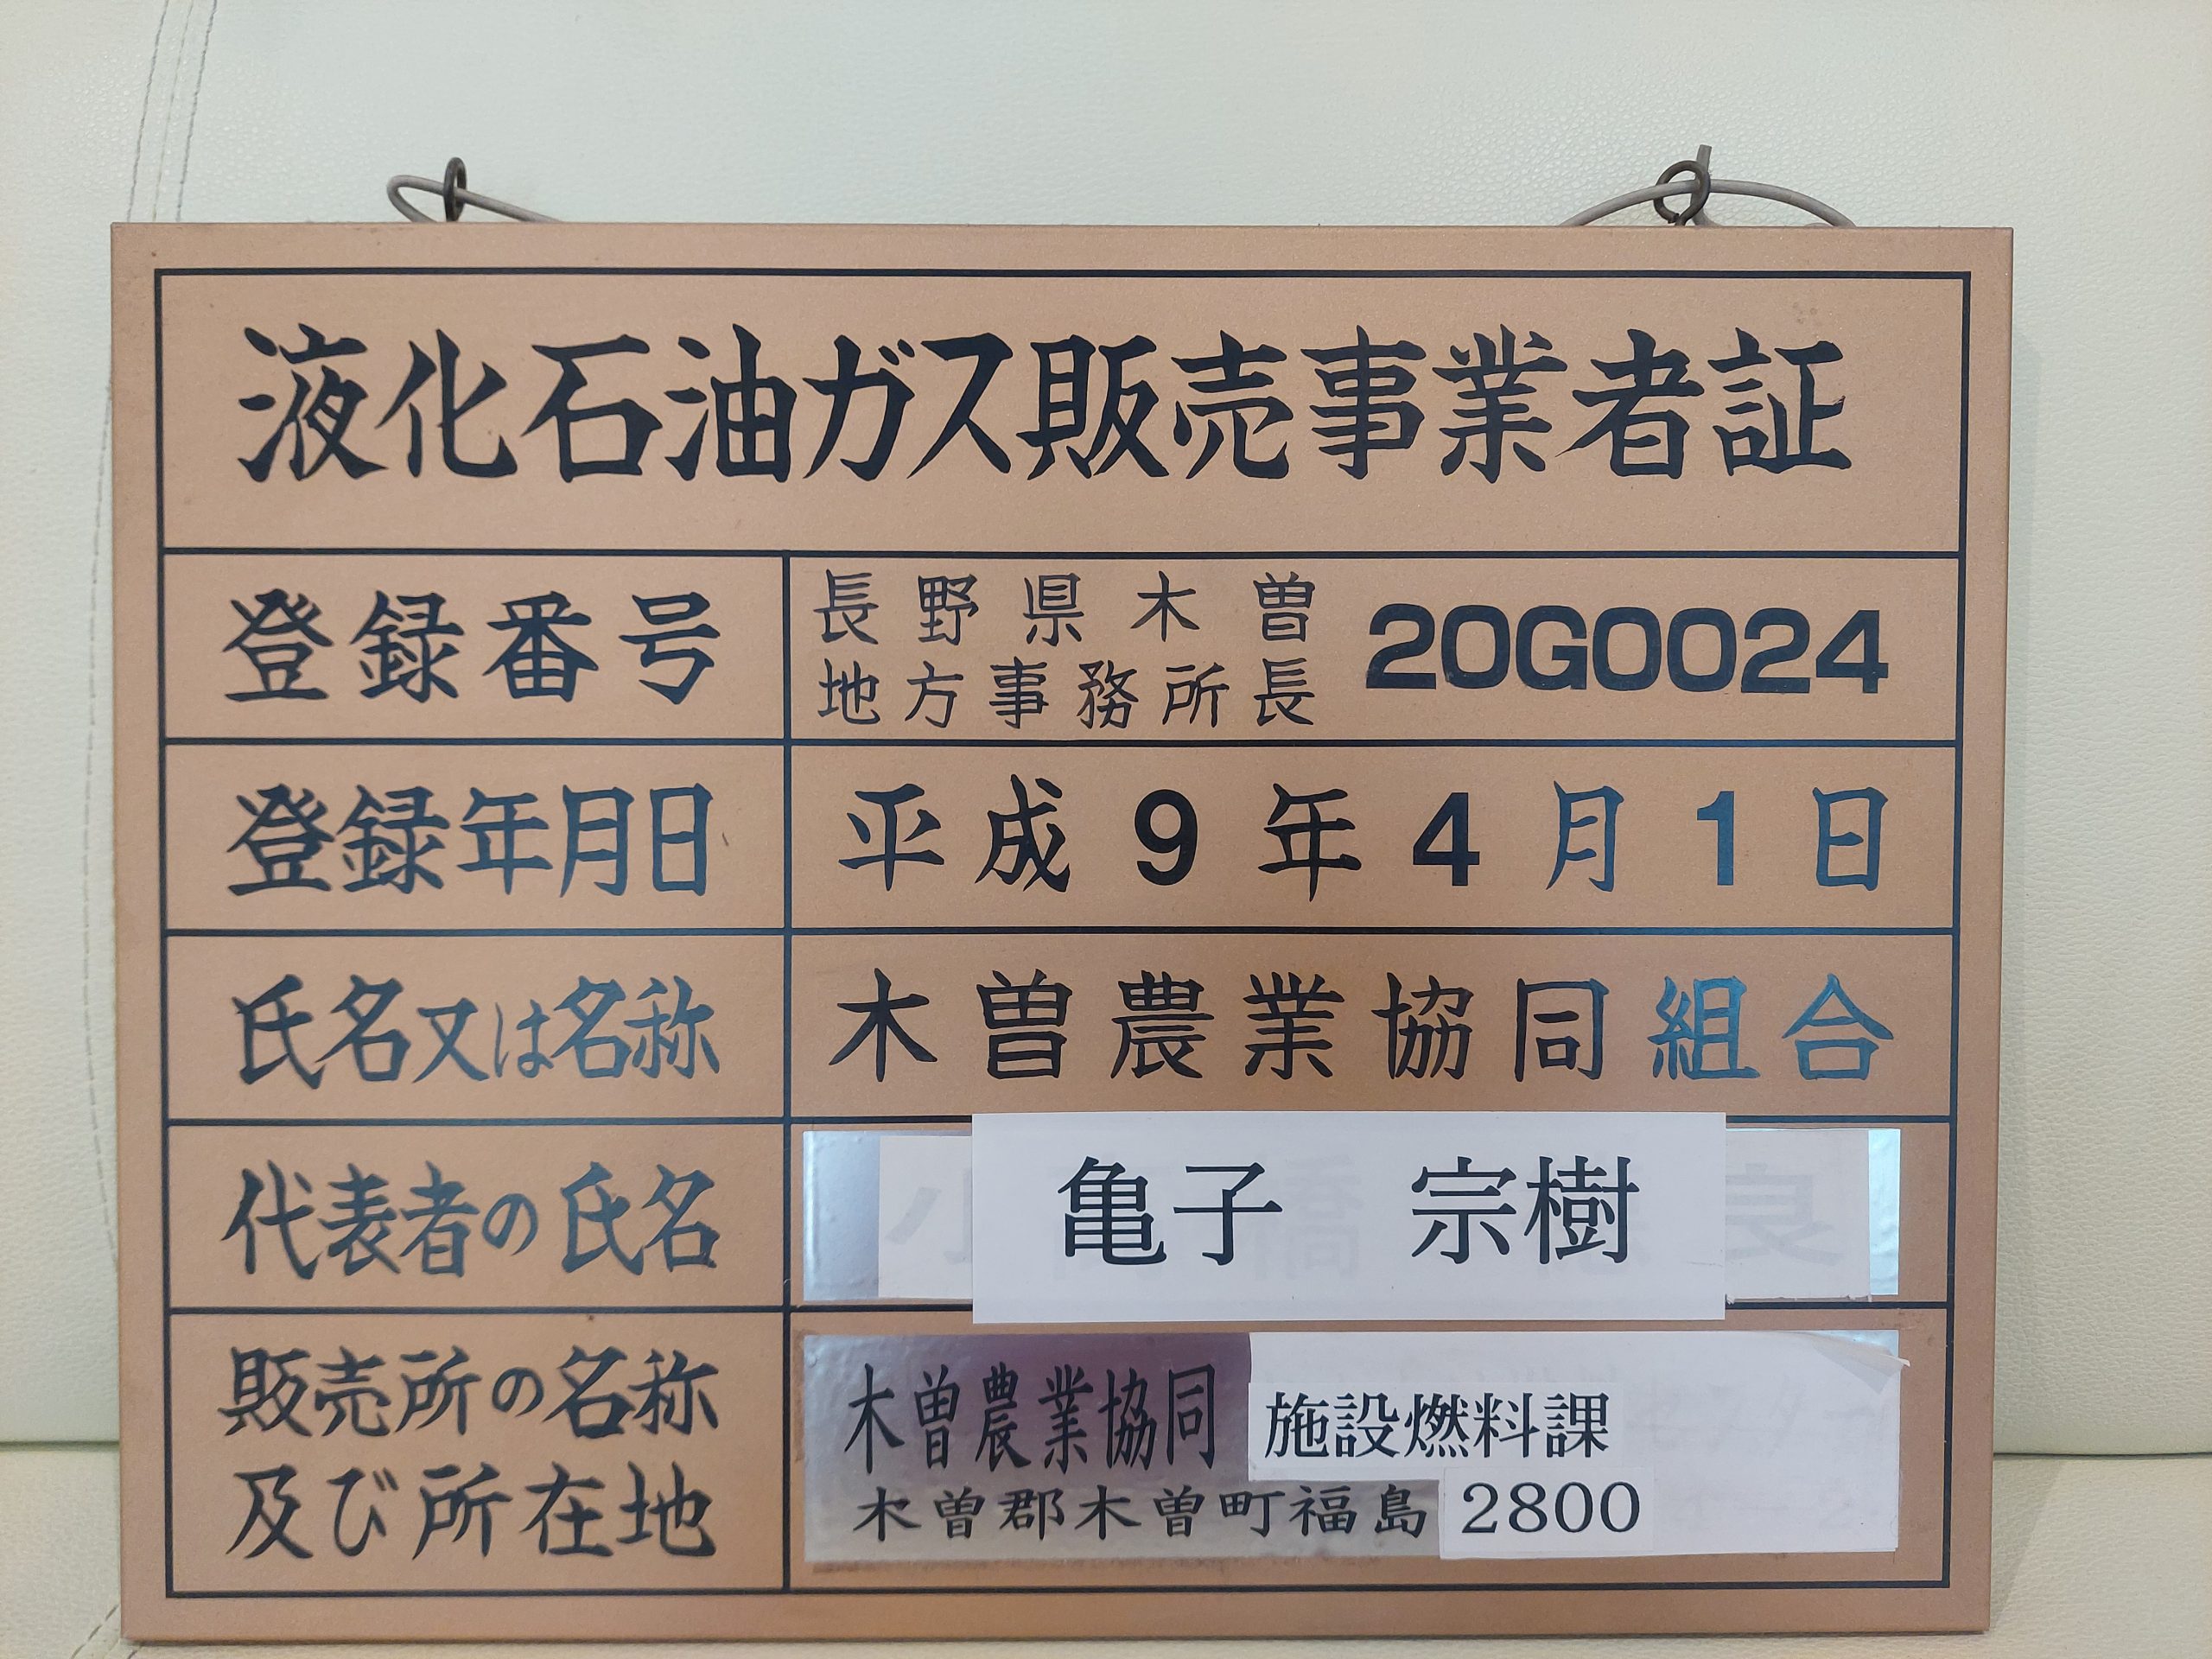 液化石油ガス販売事業者証
登録番号
長野県木曽
地方事務所長
20G0024
登録年月日
平成9年4月1日
氏名又は名称
木曽農業協同組合
代表者の氏名
亀子 宗樹
販売所の名称
及び所在地
木曽農業協同 施設燃料課
木曽郡木曽町福島 2800